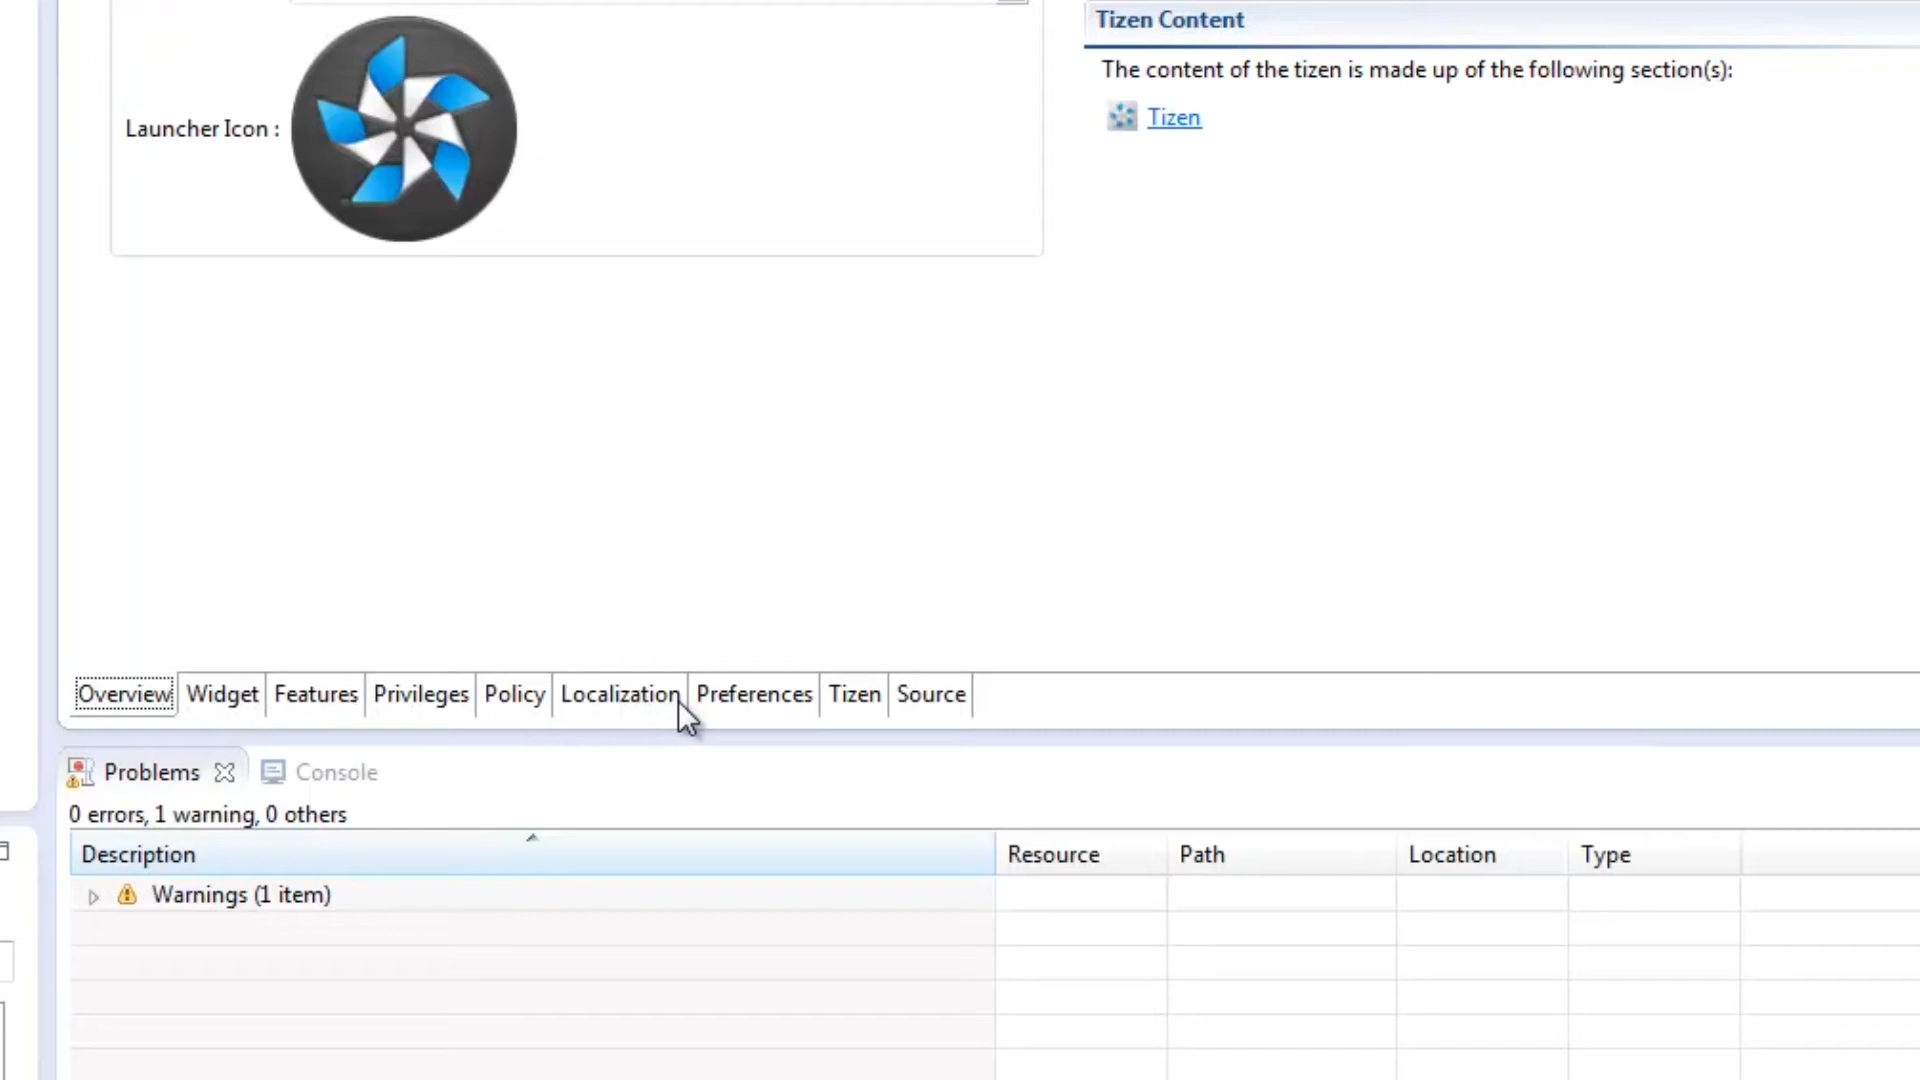 Tizen Content
The content of the tizen is made up of the following section(s):
Tizen
Launcher Icon :
Overview Widget Features Privileges Policy Localization Preferences Tizen Source
Problems Console
0 errors, 1 warning, 0 others
Description Resource Path Location Type
Warnings (1 item)